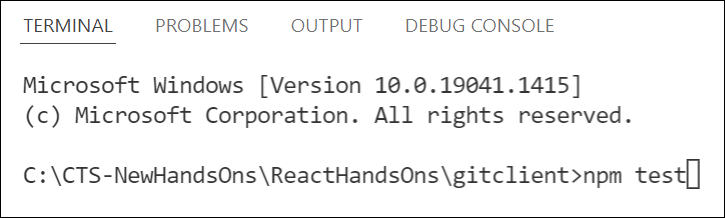 TERMINAL PROBLEMS OUTPUT DEBUG CONSOLE
Microsoft Windows [Version 10.0.19041.1415]
(c) Microsoft Corporation. All rights reserved.
C:\CTS-NewHandsOns\ReactHandsOns\gitclient>npm test